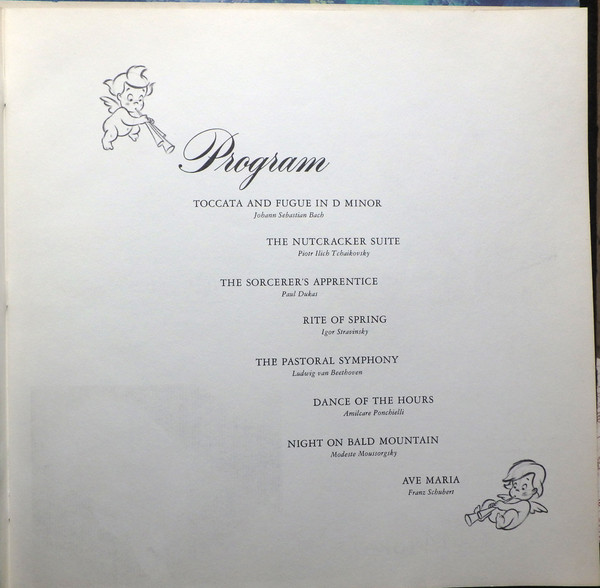 Program
TOCCATA AND FUGUE IN D MINOR
Johann Sebastian Bach
THE NUTCRACKER SUITE
Piotr Ilich Tchaikovsky
THE SORCERER'S APPRENTICE
Paul Dukas
RITE OF SPRING
Igor Stravinsky
THE PASTORAL SYMPHONY
Ludwig van Beethoven
DANCE OF THE HOURS
Amilcare Ponchielli
NIGHT ON BALD MOUNTAIN
Modeste Moussorgsky
AVE MARIA
Franz Schubert